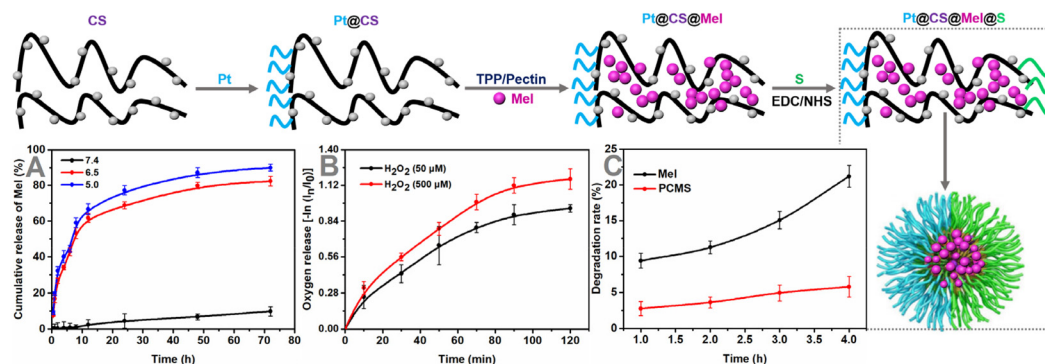 CS
Pt@CS
Pt@CS@Mel
Pt@CS@Mel@S
Pt
TPP/Pectin
Mel
S
EDC/NHS
A
Cumulative release of Mel (%)
100
80
60
40
20
0
7.4
6.5
5.0
0 10 20 30 40 50 60 70 80
Time (h)
B
Oxygen release [-ln (In/I0)]
1.40
1.12
0.84
0.56
0.28
0.00
H2O2 (50 μM)
H2O2 (500 μM)
0 20 40 60 80 100 120
Time (min)
C
Degradation rate (%)
25
20
15
10
5
0
Mel
PCMS
1.0 1.5 2.0 2.5 3.0 3.5 4.0
Time (h)